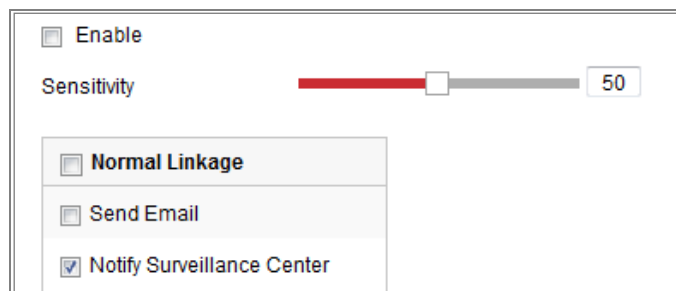 Enable
Sensitivity 50
Normal Linkage
Send Email
Notify Surveillance Center